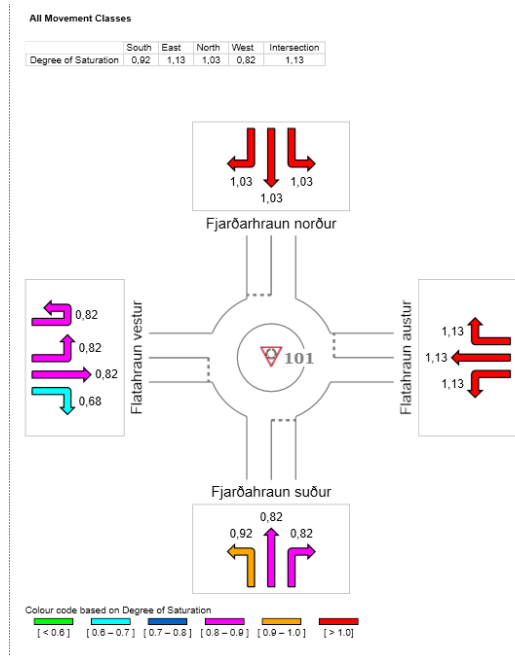 All Movement Classes
South East North West Intersection
Degree of Saturation 0,92 1,13 1,03 0,82 1,13
1,03 1,03
1,03
Fjarðarhraun norður
0,82
0,82
0,82
0,68
Flatahraun vestur
101
Flatahraun austur
1,13
1,13
1,13
Fjarðahraun suður
0,82
0,92 0,82
Colour code based on Degree of Saturation
[ < 0.6 ] [ 0.6 – 0.7 ] [ 0.7 – 0.8 ] [ 0.8 – 0.9 ] [ 0.9 – 1.0 ] [ > 1.0 ]